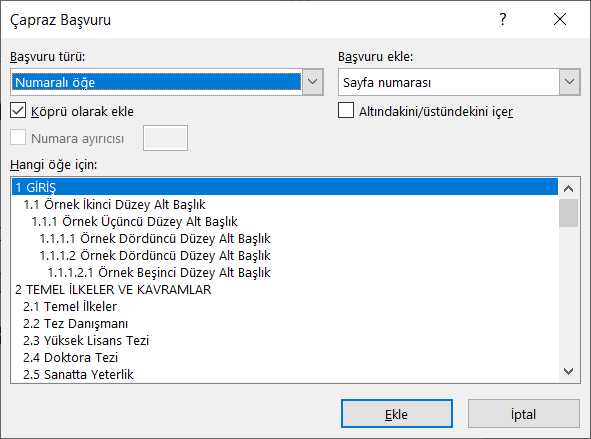 Çapraz Başvuru
Başvuru türü:
Başvuru ekle:
Numaralı öğe
Sayfa numarası
Köprü olarak ekle
Altındakini/üstündekini içer
Numara ayırıcısı
Hangi öğe için:
1 GİRİŞ
1.1 Örnek İkinci Düzey Alt Başlık
1.1.1 Örnek Üçüncü Düzey Alt Başlık
1.1.1.1 Örnek Dördüncü Düzey Alt Başlık
1.1.1.2 Örnek Dördüncü Düzey Alt Başlık
1.1.1.2.1 Örnek Beşinci Düzey Alt Başlık
2 TEMEL İLKELER VE KAVRAMLAR
2.1 Temel İlkeler
2.2 Tez Danışmanı
2.3 Yüksek Lisans Tezi
2.4 Doktora Tezi
2.5 Sanatta Yeterlik
Ekle
İptal